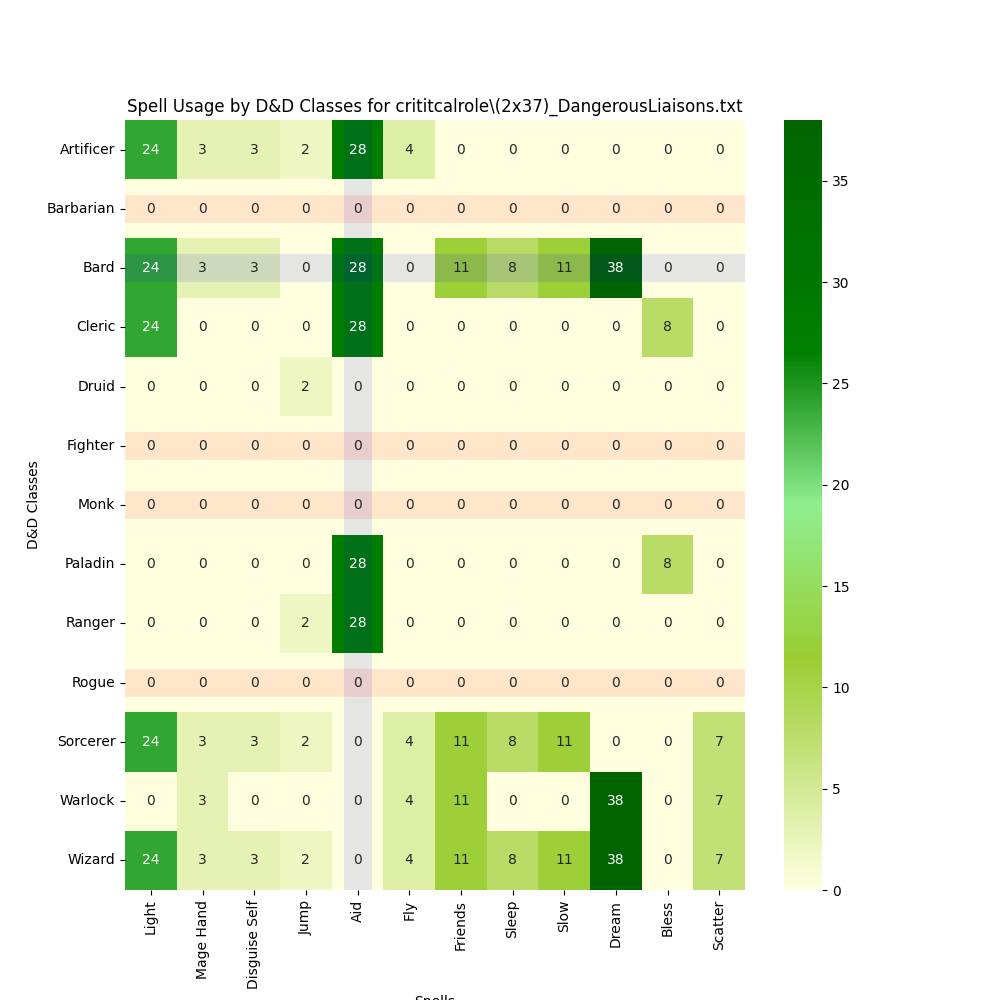 Spell Usage by D&D Classes for crititcalrole\(2x37)_DangerousLiaisons.txt
Artificer 24 3 3 2 28 4 0 0 0 0 0 0
Barbarian 0 0 0 0 0 0 0 0 0 0 0 0
Bard 24 3 3 0 28 0 11 8 11 38 0 0
Cleric 24 0 0 0 28 0 0 0 0 0 8 0
Druid 0 0 0 2 0 0 0 0 0 0 0 0
Fighter 0 0 0 0 0 0 0 0 0 0 0 0
Monk 0 0 0 0 0 0 0 0 0 0 0 0
Paladin 0 0 0 0 28 0 0 0 0 0 8 0
Ranger 0 0 0 2 28 0 0 0 0 0 0 0
Rogue 0 0 0 0 0 0 0 0 0 0 0 0
Sorcerer 24 3 3 2 0 4 11 8 11 0 0 7
Warlock 0 3 0 0 0 4 11 0 0 38 0 7
Wizard 24 3 3 2 0 4 11 8 11 38 0 7
D&D Classes
Light Mage Hand Disguise Self Jump Aid Fly Friends Sleep Slow Dream Bless Scatter
Spells
35
30
25
20
15
10
5
0